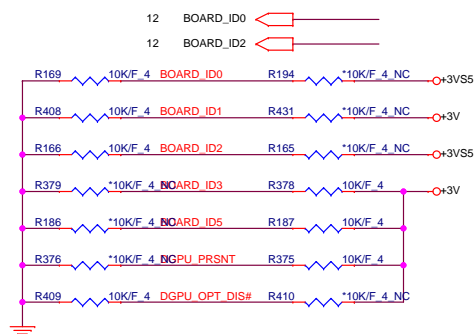 12 BOARD_ID0
12 BOARD_ID2
R169 10K/F_4 BOARD_ID0 R194 *10K/F_4_NC +3VS5
R408 10K/F_4 BOARD_ID1 R431 *10K/F_4_NC +3V
R166 10K/F_4 BOARD_ID2 R165 *10K/F_4_NC +3VS5
R379 *10K/F_4_NC BOARD_ID3 R378 10K/F_4 +3V
R186 *10K/F_4_NC BOARD_ID5 R187 10K/F_4
R376 *10K/F_4_NC DGPU_PRSNT R375 10K/F_4
R409 10K/F_4 DGPU_OPT_DIS# R410 *10K/F_4_NC